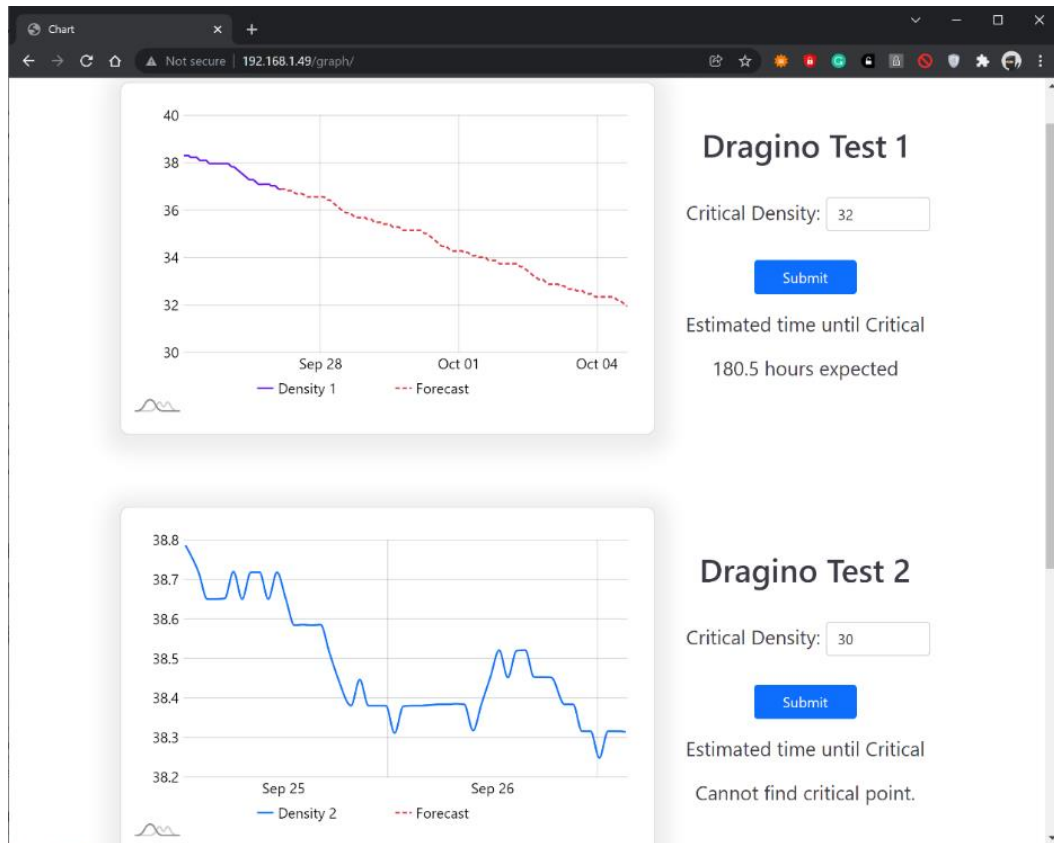 Chart
Not secure 192.168.1.49/graph/
40
38
36
34
32
30
Sep 28 Oct 01 Oct 04
Density 1 Forecast
Dragino Test 1
Critical Density: 32
Submit
Estimated time until Critical
180.5 hours expected
38.8
38.7
38.6
38.5
38.4
38.3
38.2
Sep 25 Sep 26
Density 2 Forecast
Dragino Test 2
Critical Density: 30
Submit
Estimated time until Critical
Cannot find critical point.